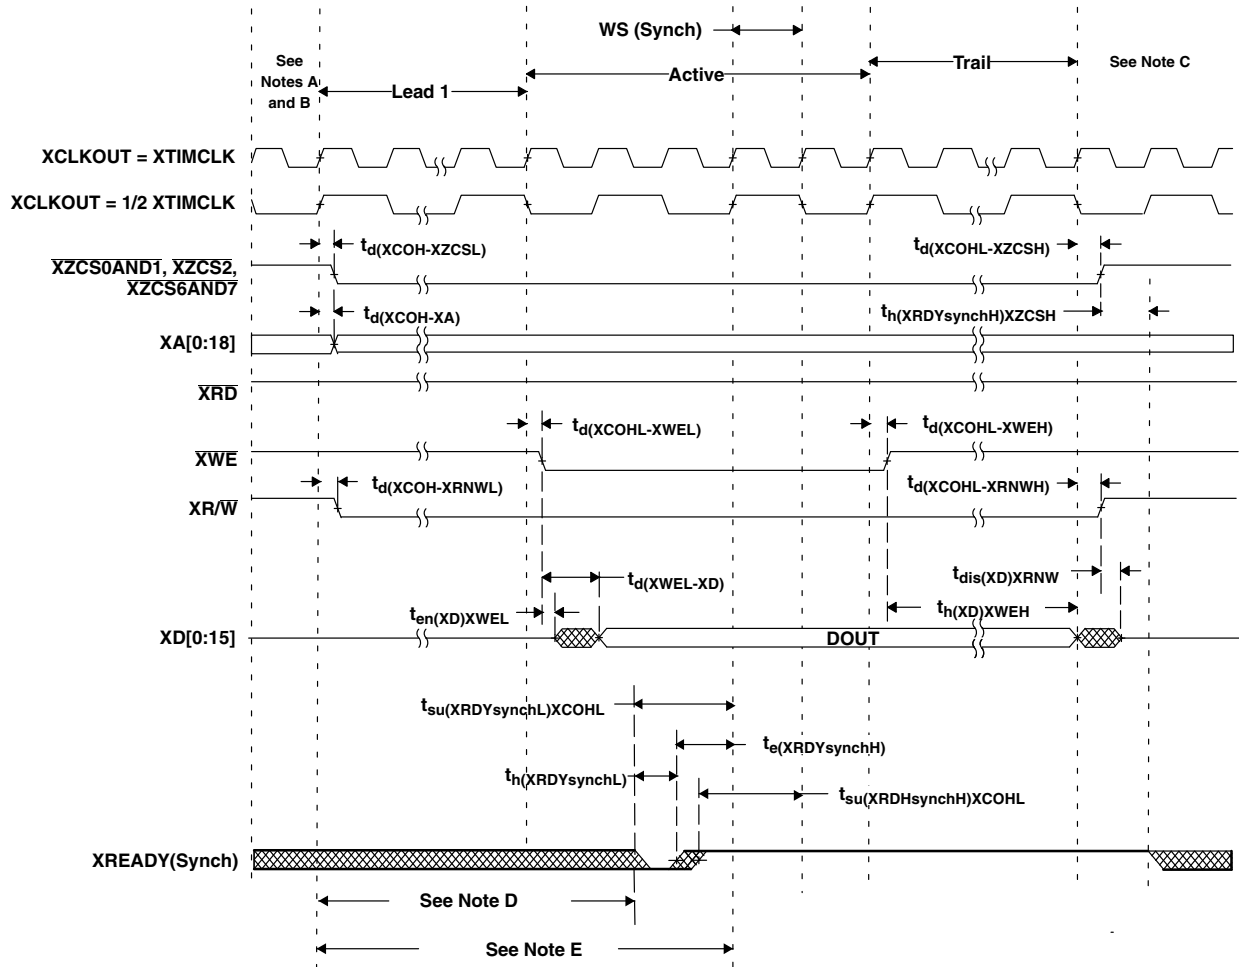 WS (Synch)
See
Notes A
and B
Lead 1
Active
Trail
See Note C
XCLKOUT = XTIMCLK
XCLKOUT = 1/2 XTIMCLK
td(XCOH-XZCSL)
td(XCOHL-XZCSH)
XZCS0AND1, XZCS2,
XZCS6AND7
td(XCOH-XA)
th(XRDYsynchH)XZCSH
XA[0:18]
XRD
td(XCOHL-XWEL)
td(XCOHL-XWEH)
XWE
td(XCOH-XRNWL)
td(XCOHL-XRNWH)
XR/W
td(XWEL-XD)
tdis(XD)XRNW
ten(XD)XWEL
th(XD)XWEH
XD[0:15]
DOUT
tsu(XRDYsynchL)XCOHL
te(XRDYsynchH)
th(XRDYsynchL)
tsu(XRDHsynchH)XCOHL
XREADY(Synch)
See Note D
See Note E